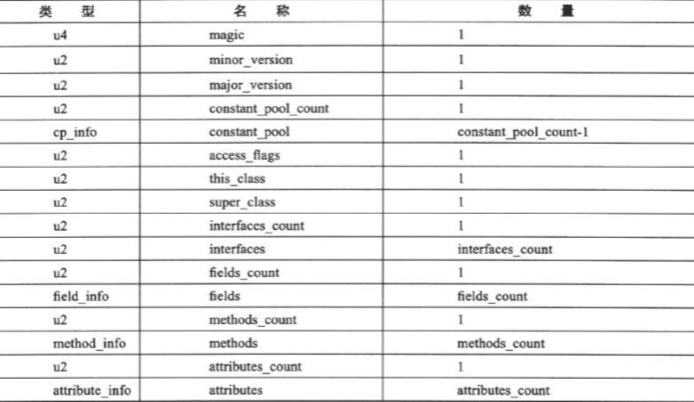 类 型 名 称 数 量
u4 magic 1
u2 minor_version 1
u2 major_version 1
u2 constant_pool_count 1
cp_info constant_pool constant_pool_count-1
u2 access_flags 1
u2 this_class 1
u2 super_class 1
u2 interfaces_count 1
u2 interfaces interfaces_count
u2 fields_count 1
field_info fields fields_count
u2 methods_count 1
method_info methods methods_count
u2 attributes_count 1
attribute_info attributes attributes_count